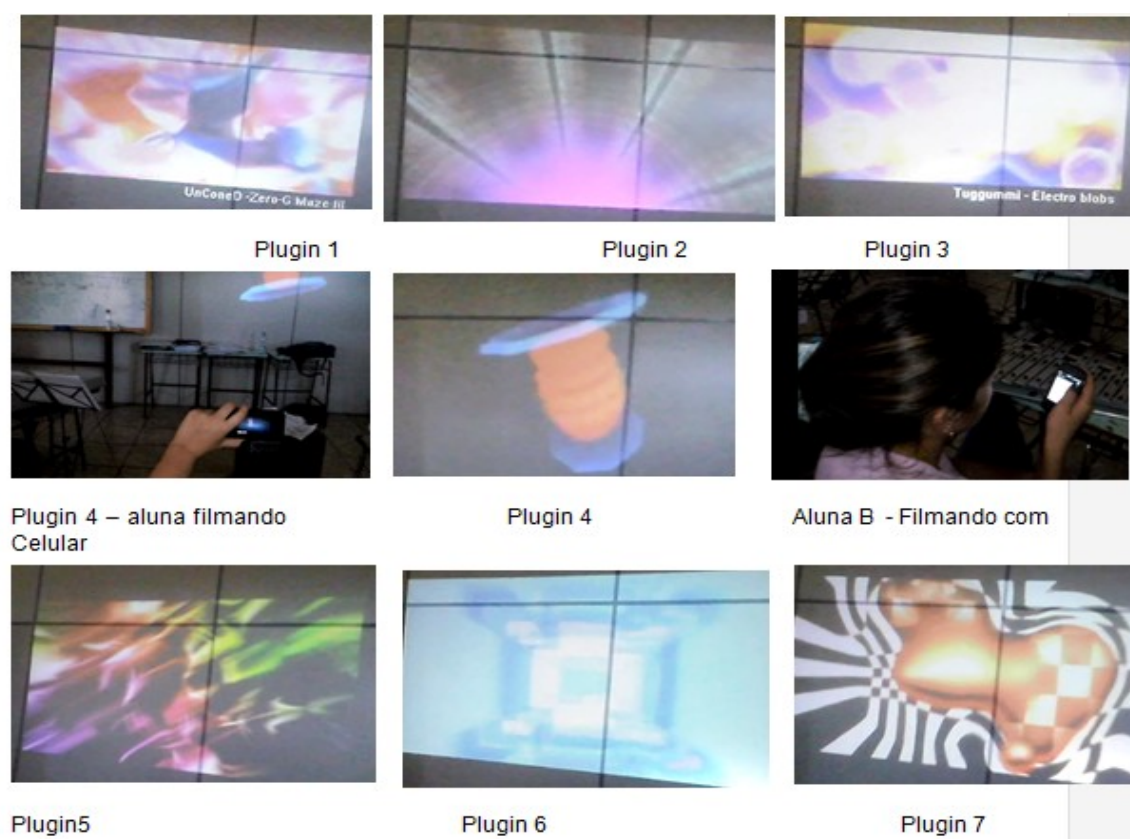 UnConeD -Zero-G Maze III
Tuggummi - Electro blobs
Plugin 1
Plugin 2
Plugin 3
Plugin 4 – aluna filmando
Celular
Plugin 4
Aluna B - Filmando com
Plugin5
Plugin 6
Plugin 7